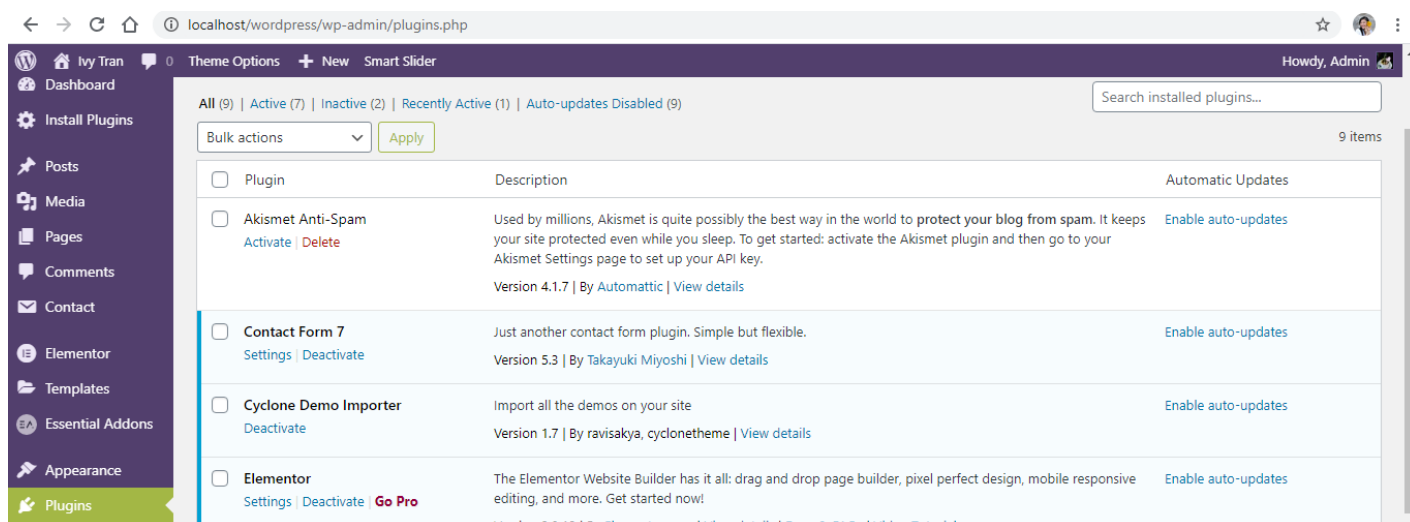 localhost/wordpress/wp-admin/plugins.php
Ivy Tran 0 Theme Options New Smart Slider Howdy, Admin
Dashboard
Install Plugins
Posts
Media
Pages
Comments
Contact
Elementor
Templates
Essential Addons
Appearance
Plugins
All (9) | Active (7) | Inactive (2) | Recently Active (1) | Auto-updates Disabled (9)
Search installed plugins...
Bulk actions Apply
9 items
Plugin Description Automatic Updates
Akismet Anti-Spam
Activate | Delete
Used by millions, Akismet is quite possibly the best way in the world to protect your blog from spam. It keeps
your site protected even while you sleep. To get started: activate the Akismet plugin and then go to your
Akismet Settings page to set up your API key.
Version 4.1.7 | By Automattic | View details
Enable auto-updates
Contact Form 7
Settings | Deactivate
Just another contact form plugin. Simple but flexible.
Version 5.3 | By Takayuki Miyoshi | View details
Enable auto-updates
Cyclone Demo Importer
Deactivate
Import all the demos on your site
Version 1.7 | By ravisakya, cyclonetheme | View details
Enable auto-updates
Elementor
Settings | Deactivate | Go Pro
The Elementor Website Builder has it all: drag and drop page builder, pixel perfect design, mobile responsive
editing, and more. Get started now!
Enable auto-updates